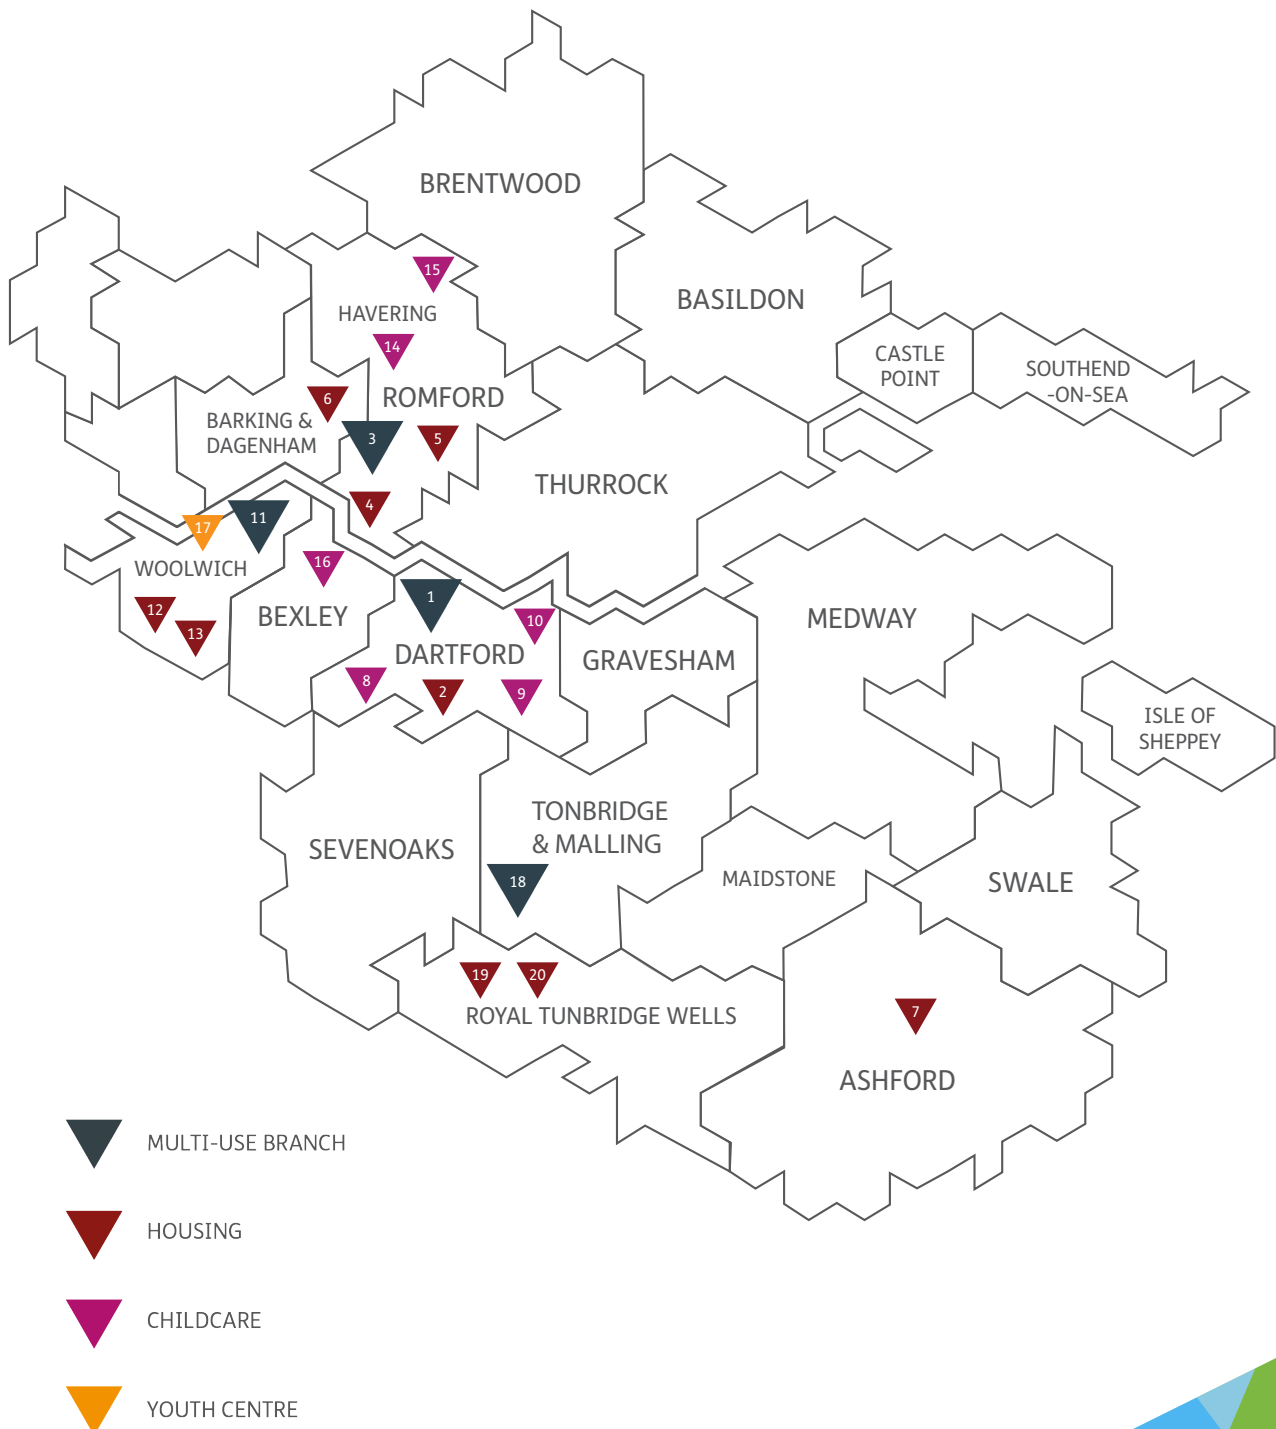 BRENTWOOD
15
BASILDON
HAVERING
14
CASTLE
POINT
SOUTHEND
-ON-SEA
6
ROMFORD
BARKING &
DAGENHAM
3
5
THURROCK
4
17
11
WOOLWICH
16
12
13
BEXLEY
1
10
MEDWAY
DARTFORD
GRAVESHAM
8
2
9
ISLE OF
SHEPPEY
TONBRIDGE
& MALLING
SEVENOAKS
18
MAIDSTONE
SWALE
19
20
ROYAL TUNBRIDGE WELLS
7
ASHFORD
MULTI-USE BRANCH
HOUSING
CHILDCARE
YOUTH CENTRE